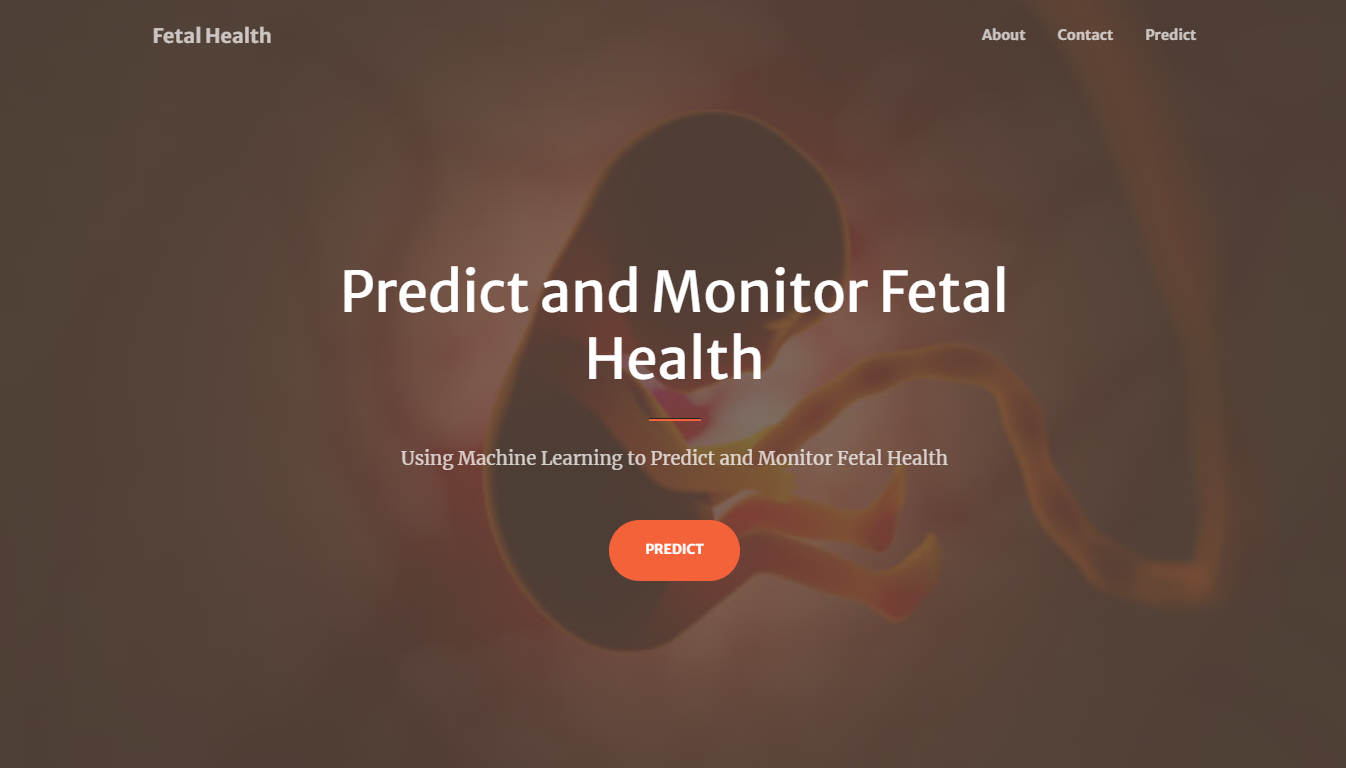 Fetal Health
About Contact Predict
Predict and Monitor Fetal
Health
Using Machine Learning to Predict and Monitor Fetal Health
PREDICT